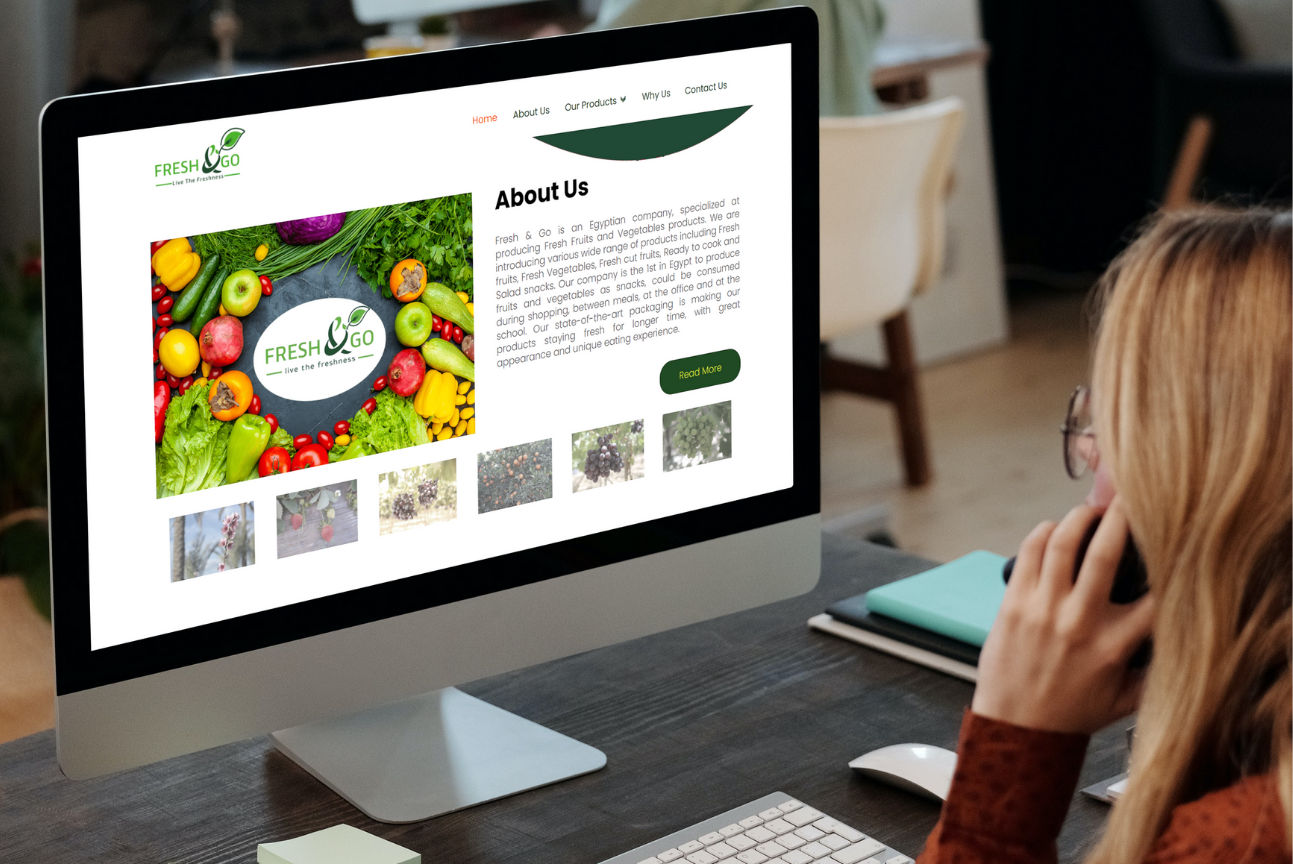 FRESH & GO
Live The Freshness
Home About Us Our Products Why Us Contact Us
About Us
Fresh & Go is an Egyptian company, specialized at
producing Fresh Fruits and Vegetables products. We are
introducing various wide range of products including Fresh
fruits, Fresh Vegetables, Fresh cut fruits, Ready to cook and
Salad snacks. Our company is the 1st in Egypt to produce
fruits and vegetables as snacks, could be consumed
during shopping, between meals, at the office and at the
school. Our state-of-the-art packaging is making our
products staying fresh for longer time, with great
appearance and unique eating experience.
Read More
FRESH & GO
live the freshness